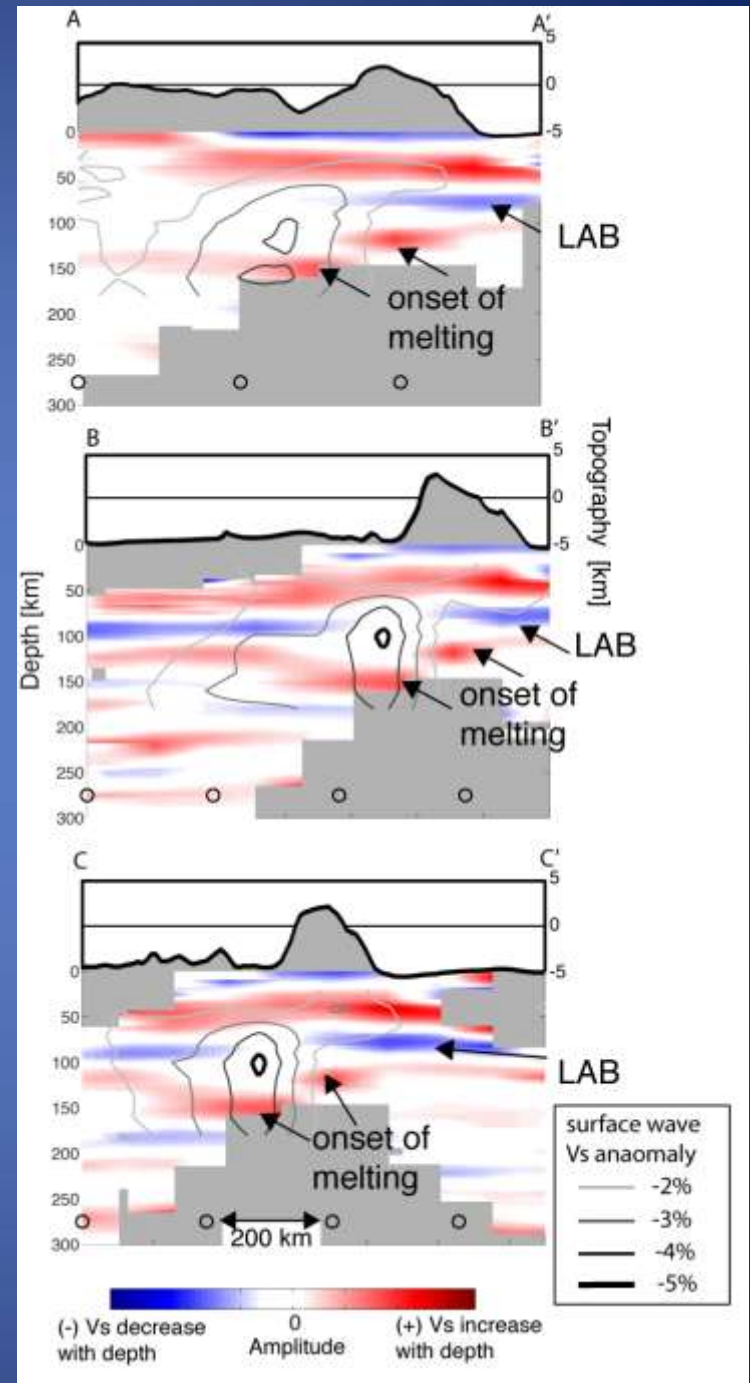 A
A'
5
0
-5
0
50
100
150
200
250
300
LAB
onset of
melting
B
B'
5
0
-5
Topography [km]
Depth [km]
0
50
100
150
200
250
300
LAB
onset of
melting
C
C'
5
0
-5
0
50
100
150
200
250
300
LAB
onset of
melting
200 km
surface wave
Vs anaomaly
-2%
-3%
-4%
-5%
(-) Vs decrease
with depth
0
Amplitude
(+) Vs increase
with depth